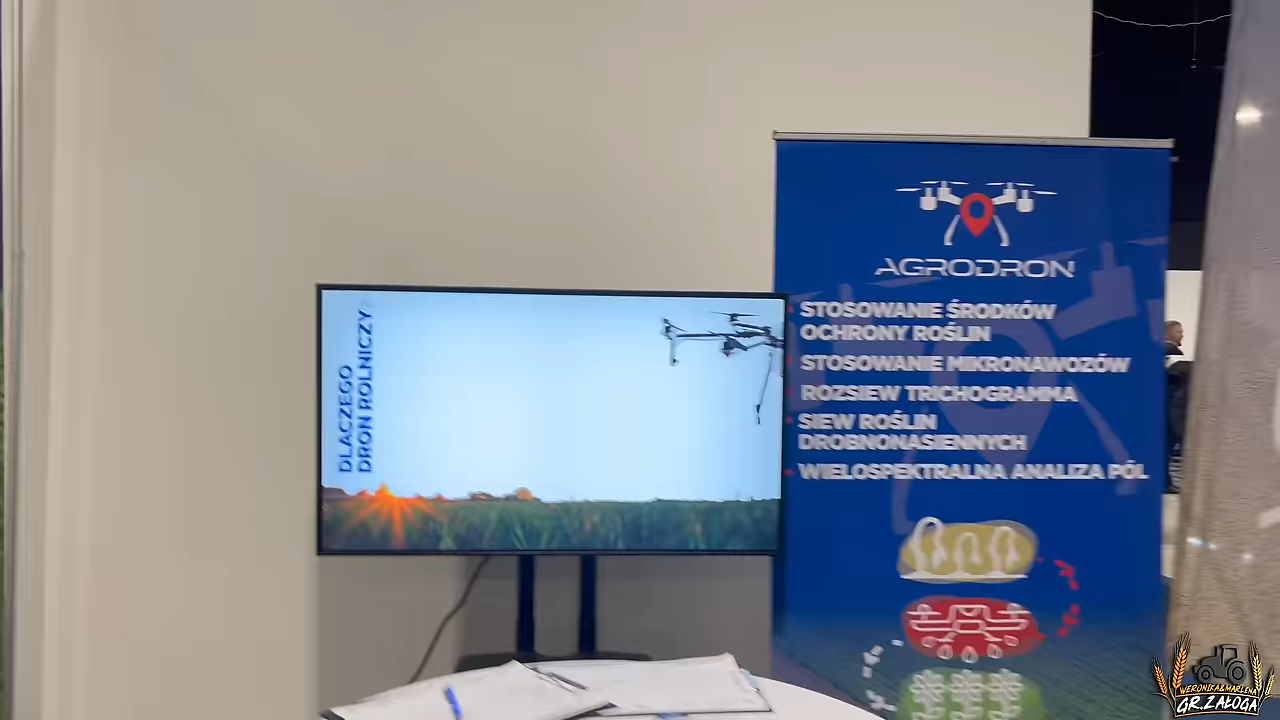 DLACZEGO
DRON ROLNICZY?
AGRODRON
STOSOWANIE ŚRODKÓW
OCHRONY ROŚLIN
STOSOWANIE MIKRONAWOZÓW
ROZSIEW TRICHOGRAMMA
SIEW ROŚLIN
DROBNONASIENNYCH
WIELOSPEKTRALNA ANALIZA PÓL
WERONIKA&MARLENA
GR.ZAŁOGA